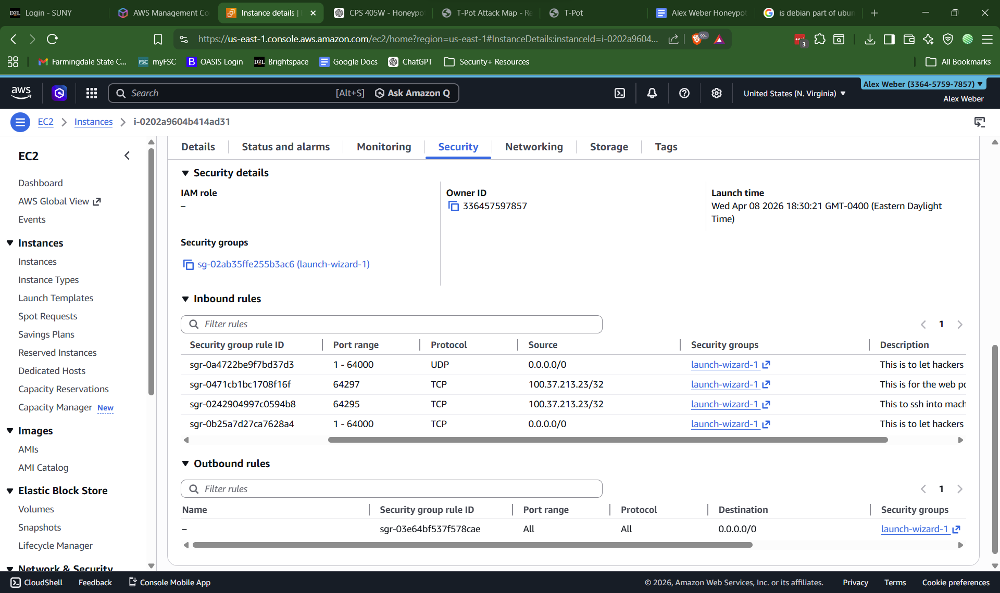 Login - SUNY
AWS Management Co
Instance details |
CPS 405W - Honeypo
T-Pot Attack Map - Re
T-Pot
Alex Weber Honeypot
is debian part of ubun
https://us-east-1.console.aws.amazon.com/ec2/home?region=us-east-1#InstanceDetails:instanceId=i-0202a9604...
99+
3
Farmingdale State C...
FSC myFSC
B OASIS Login
D2L Brightspace
Google Docs
ChatGPT
Security+ Resources
All Bookmarks
aws
Search
[Alt+S]
Ask Amazon Q
United States (N. Virginia)
Alex Weber (3364-5759-7857)
Alex Weber
EC2
Instances
i-0202a9604b414ad31
EC2
Dashboard
AWS Global View
Events
Instances
Instances
Instance Types
Launch Templates
Spot Requests
Savings Plans
Reserved Instances
Dedicated Hosts
Capacity Reservations
Capacity Manager New
Images
AMIs
AMI Catalog
Elastic Block Store
Volumes
Snapshots
Lifecycle Manager
Network & Security
Details
Status and alarms
Monitoring
Security
Networking
Storage
Tags
Security details
IAM role
–
Owner ID
336457597857
Launch time
Wed Apr 08 2026 18:30:21 GMT-0400 (Eastern Daylight
Time)
Security groups
sg-02ab35ffe255b3ac6 (launch-wizard-1)
Inbound rules
Filter rules
1
Security group rule ID Port range Protocol Source Security groups Description
sgr-0a4722be9f7bd37d3 1 - 64000 UDP 0.0.0.0/0 launch-wizard-1 This is to let hackers
sgr-0471cb1bc1708f16f 64297 TCP 100.37.213.23/32 launch-wizard-1 This is for the web po
sgr-0242904997c0594b8 64295 TCP 100.37.213.23/32 launch-wizard-1 This to ssh into mach
sgr-0b25a7d27ca7628a4 1 - 64000 TCP 0.0.0.0/0 launch-wizard-1 This is to let hackers
Outbound rules
Filter rules
1
Name Security group rule ID Port range Protocol Destination Security groups
– sgr-03e64bf537f578cae All All 0.0.0.0/0 launch-wizard-1
CloudShell
Feedback
Console Mobile App
© 2026, Amazon Web Services, Inc. or its affiliates.
Privacy
Terms
Cookie preferences